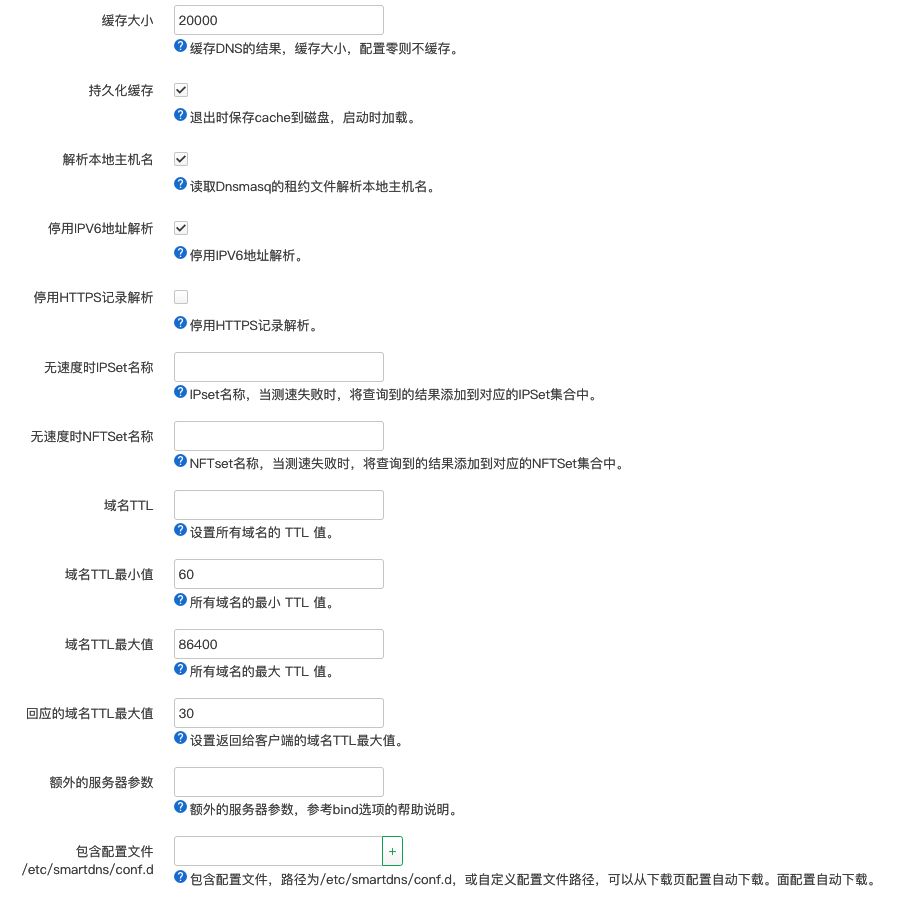 缓存大小
20000
缓存DNS的结果，缓存大小，配置零则不缓存。
持久化缓存
退出时保存cache到磁盘，启动时加载。
解析本地主机名
读取Dnsmasq的租约文件解析本地主机名。
停用IPV6地址解析
停用IPV6地址解析。
停用HTTPS记录解析
停用HTTPS记录解析。
无速度时IPSet名称
IPset名称，当测速失败时，将查询到的结果添加到对应的IPSet集合中。
无速度时NFTSet名称
NFTset名称，当测速失败时，将查询到的结果添加到对应的NFTSet集合中。
域名TTL
设置所有域名的 TTL 值。
域名TTL最小值
60
所有域名的最小 TTL 值。
域名TTL最大值
86400
所有域名的最大 TTL 值。
回应的域名TTL最大值
30
设置返回给客户端的域名TTL最大值。
额外的服务器参数
额外的服务器参数，参考bind选项的帮助说明。
包含配置文件
/etc/smartdns/conf.d
+
包含配置文件，路径为/etc/smartdns/conf.d，或自定义配置文件路径，可以从下载页配置自动下载。面配置自动下载。